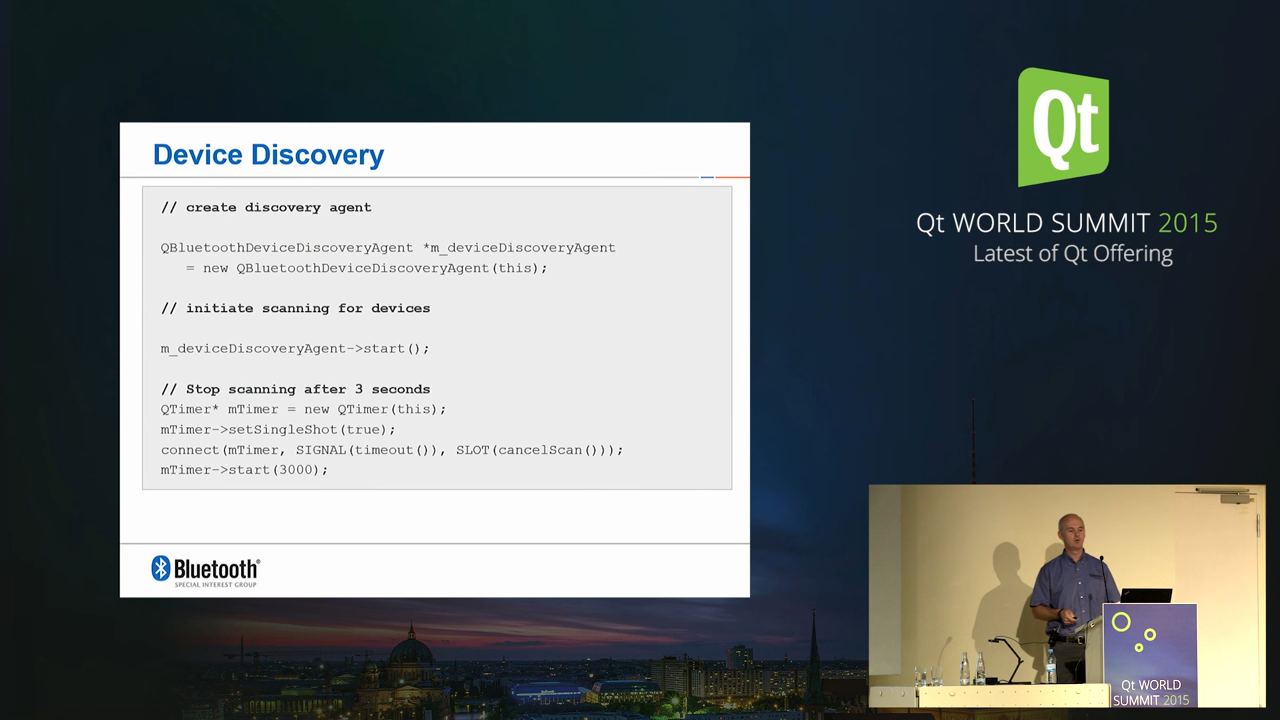 Device Discovery
// create discovery agent
QBluetoothDeviceDiscoveryAgent *m_deviceDiscoveryAgent
= new QBluetoothDeviceDiscoveryAgent(this);
// initiate scanning for devices
m_deviceDiscoveryAgent->start();
// Stop scanning after 3 seconds
QTimer* mTimer = new QTimer(this);
mTimer->setSingleShot(true);
connect(mTimer, SIGNAL(timeout()), SLOT(cancelScan()));
mTimer->start(3000);
Bluetooth®
SPECIAL INTEREST GROUP
Qt
Qt WORLD SUMMIT 2015
Latest of Qt Offering
Qt WORLD
SUMMIT 2015